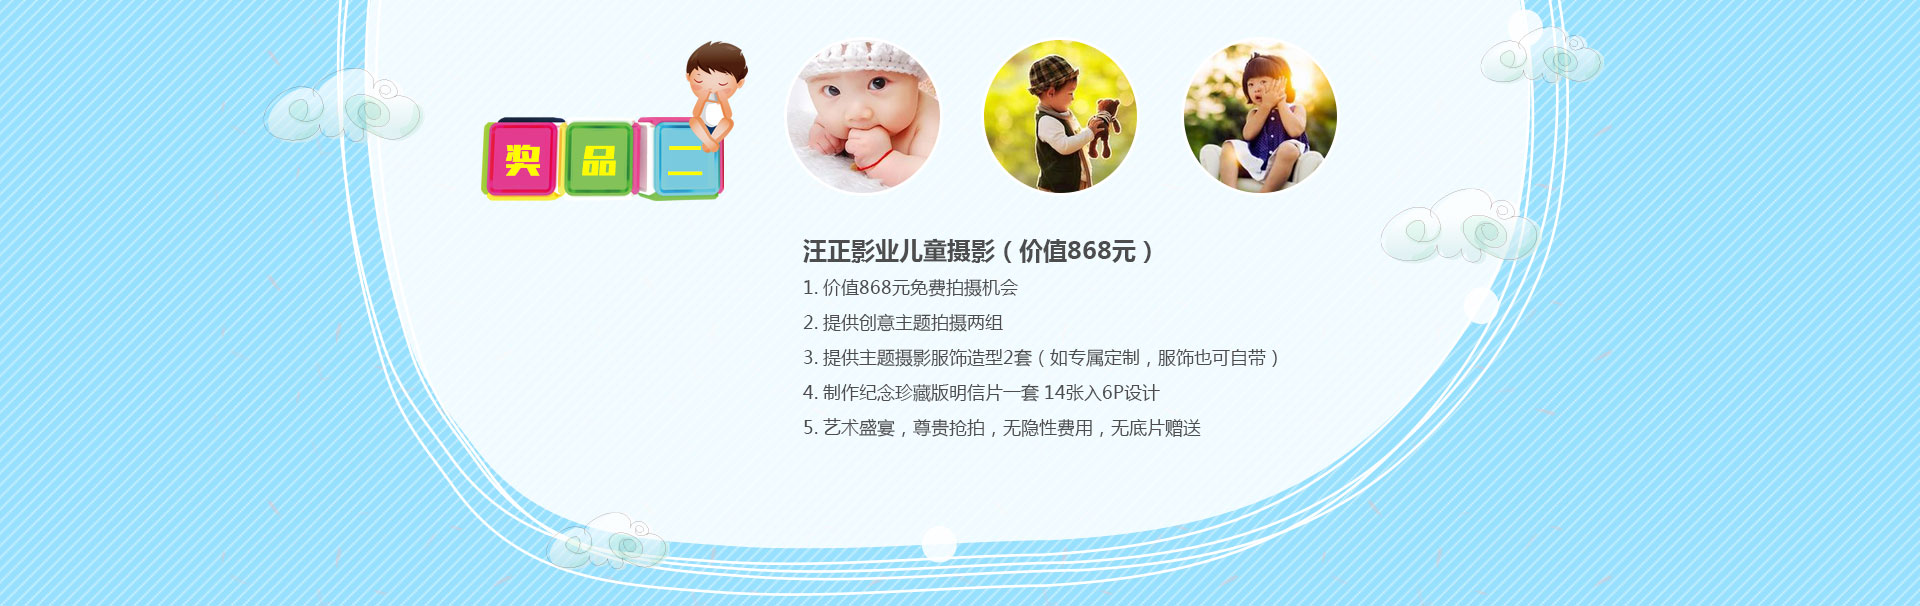 奖品二
汪正影业儿童摄影（价值868元）
1. 价值868元免费拍摄机会
2. 提供创意主题拍摄两组
3. 提供主题摄影服饰造型2套（如专属定制，服饰也可自带）
4. 制作纪念珍藏版明信片一套 14张入6P设计
5. 艺术盛宴，尊贵抢拍，无隐性费用，无底片赠送